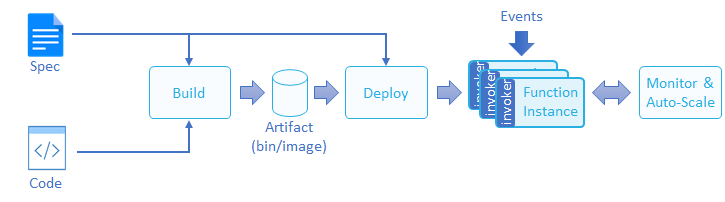 Events
Spec
Build
Artifact
(bin/image)
Deploy
invoker
invoker
invoker
Function
Instance
Monitor &
Auto-Scale
Code